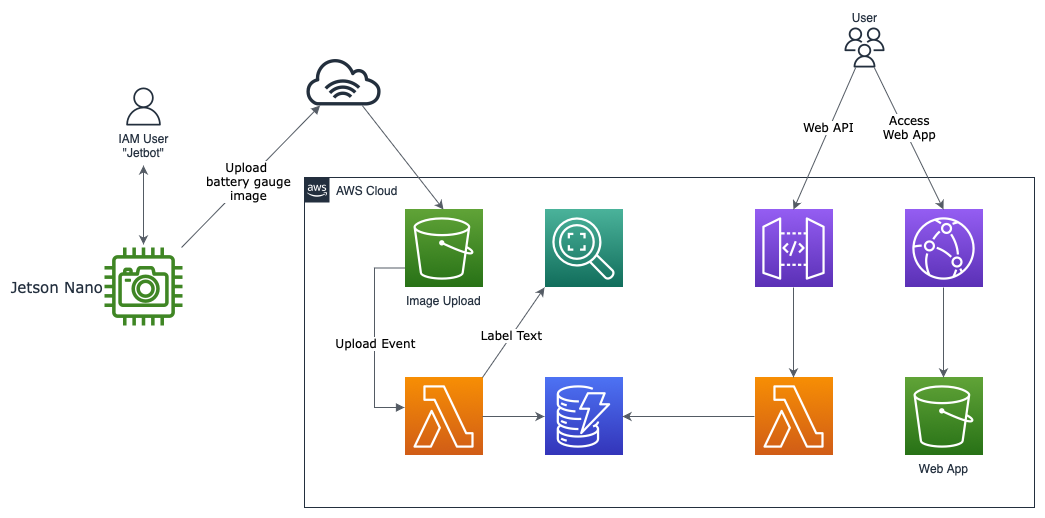 User
IAM User
"Jetbot"
Web API
Access
Web App
Upload
battery gauge
image
aws
AWS Cloud
</>
Jetson Nano
Image Upload
Label Text
Upload Event
Web App